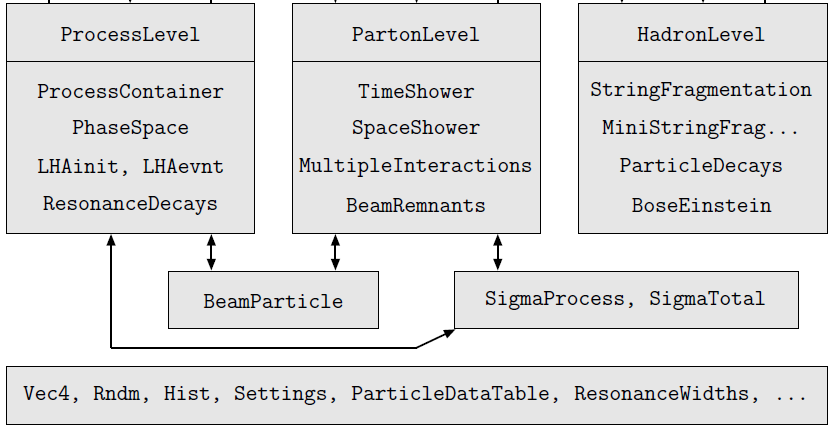 ProcessLevel
ProcessContainer
PhaseSpace
LHAinit, LHAevnt
ResonanceDecays
PartonLevel
TimeShower
SpaceShower
MultipleInteractions
BeamRemnants
HadronLevel
StringFragmentation
MiniStringFrag...
ParticleDecays
BoseEinstein
BeamParticle
SigmaProcess, SigmaTotal
Vec4, Rndm, Hist, Settings, ParticleDataTable, ResonanceWidths, ...